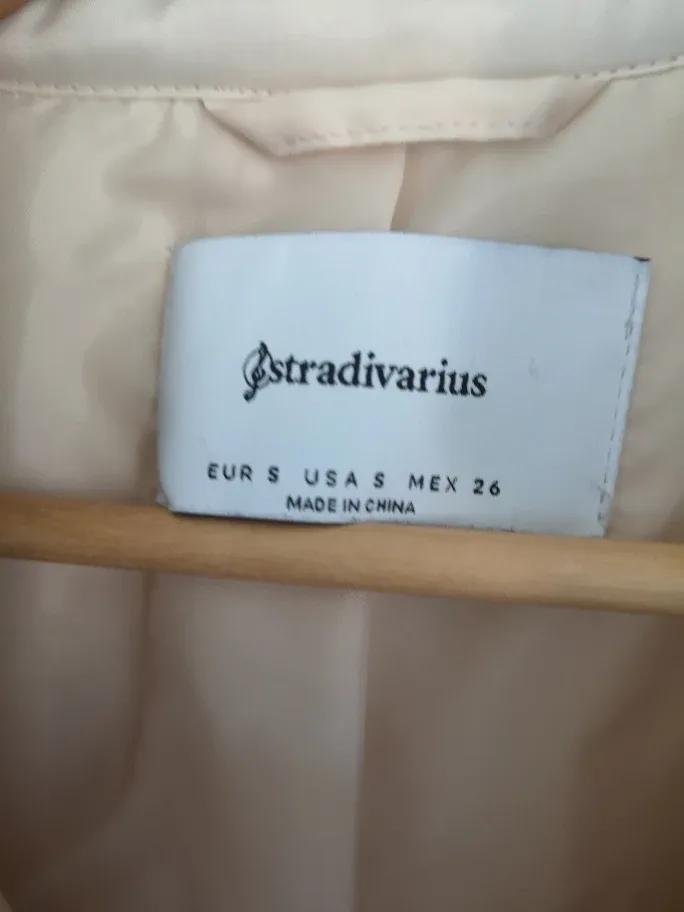 stradivarius
EUR S USA S MEX 26
MADE IN CHINA